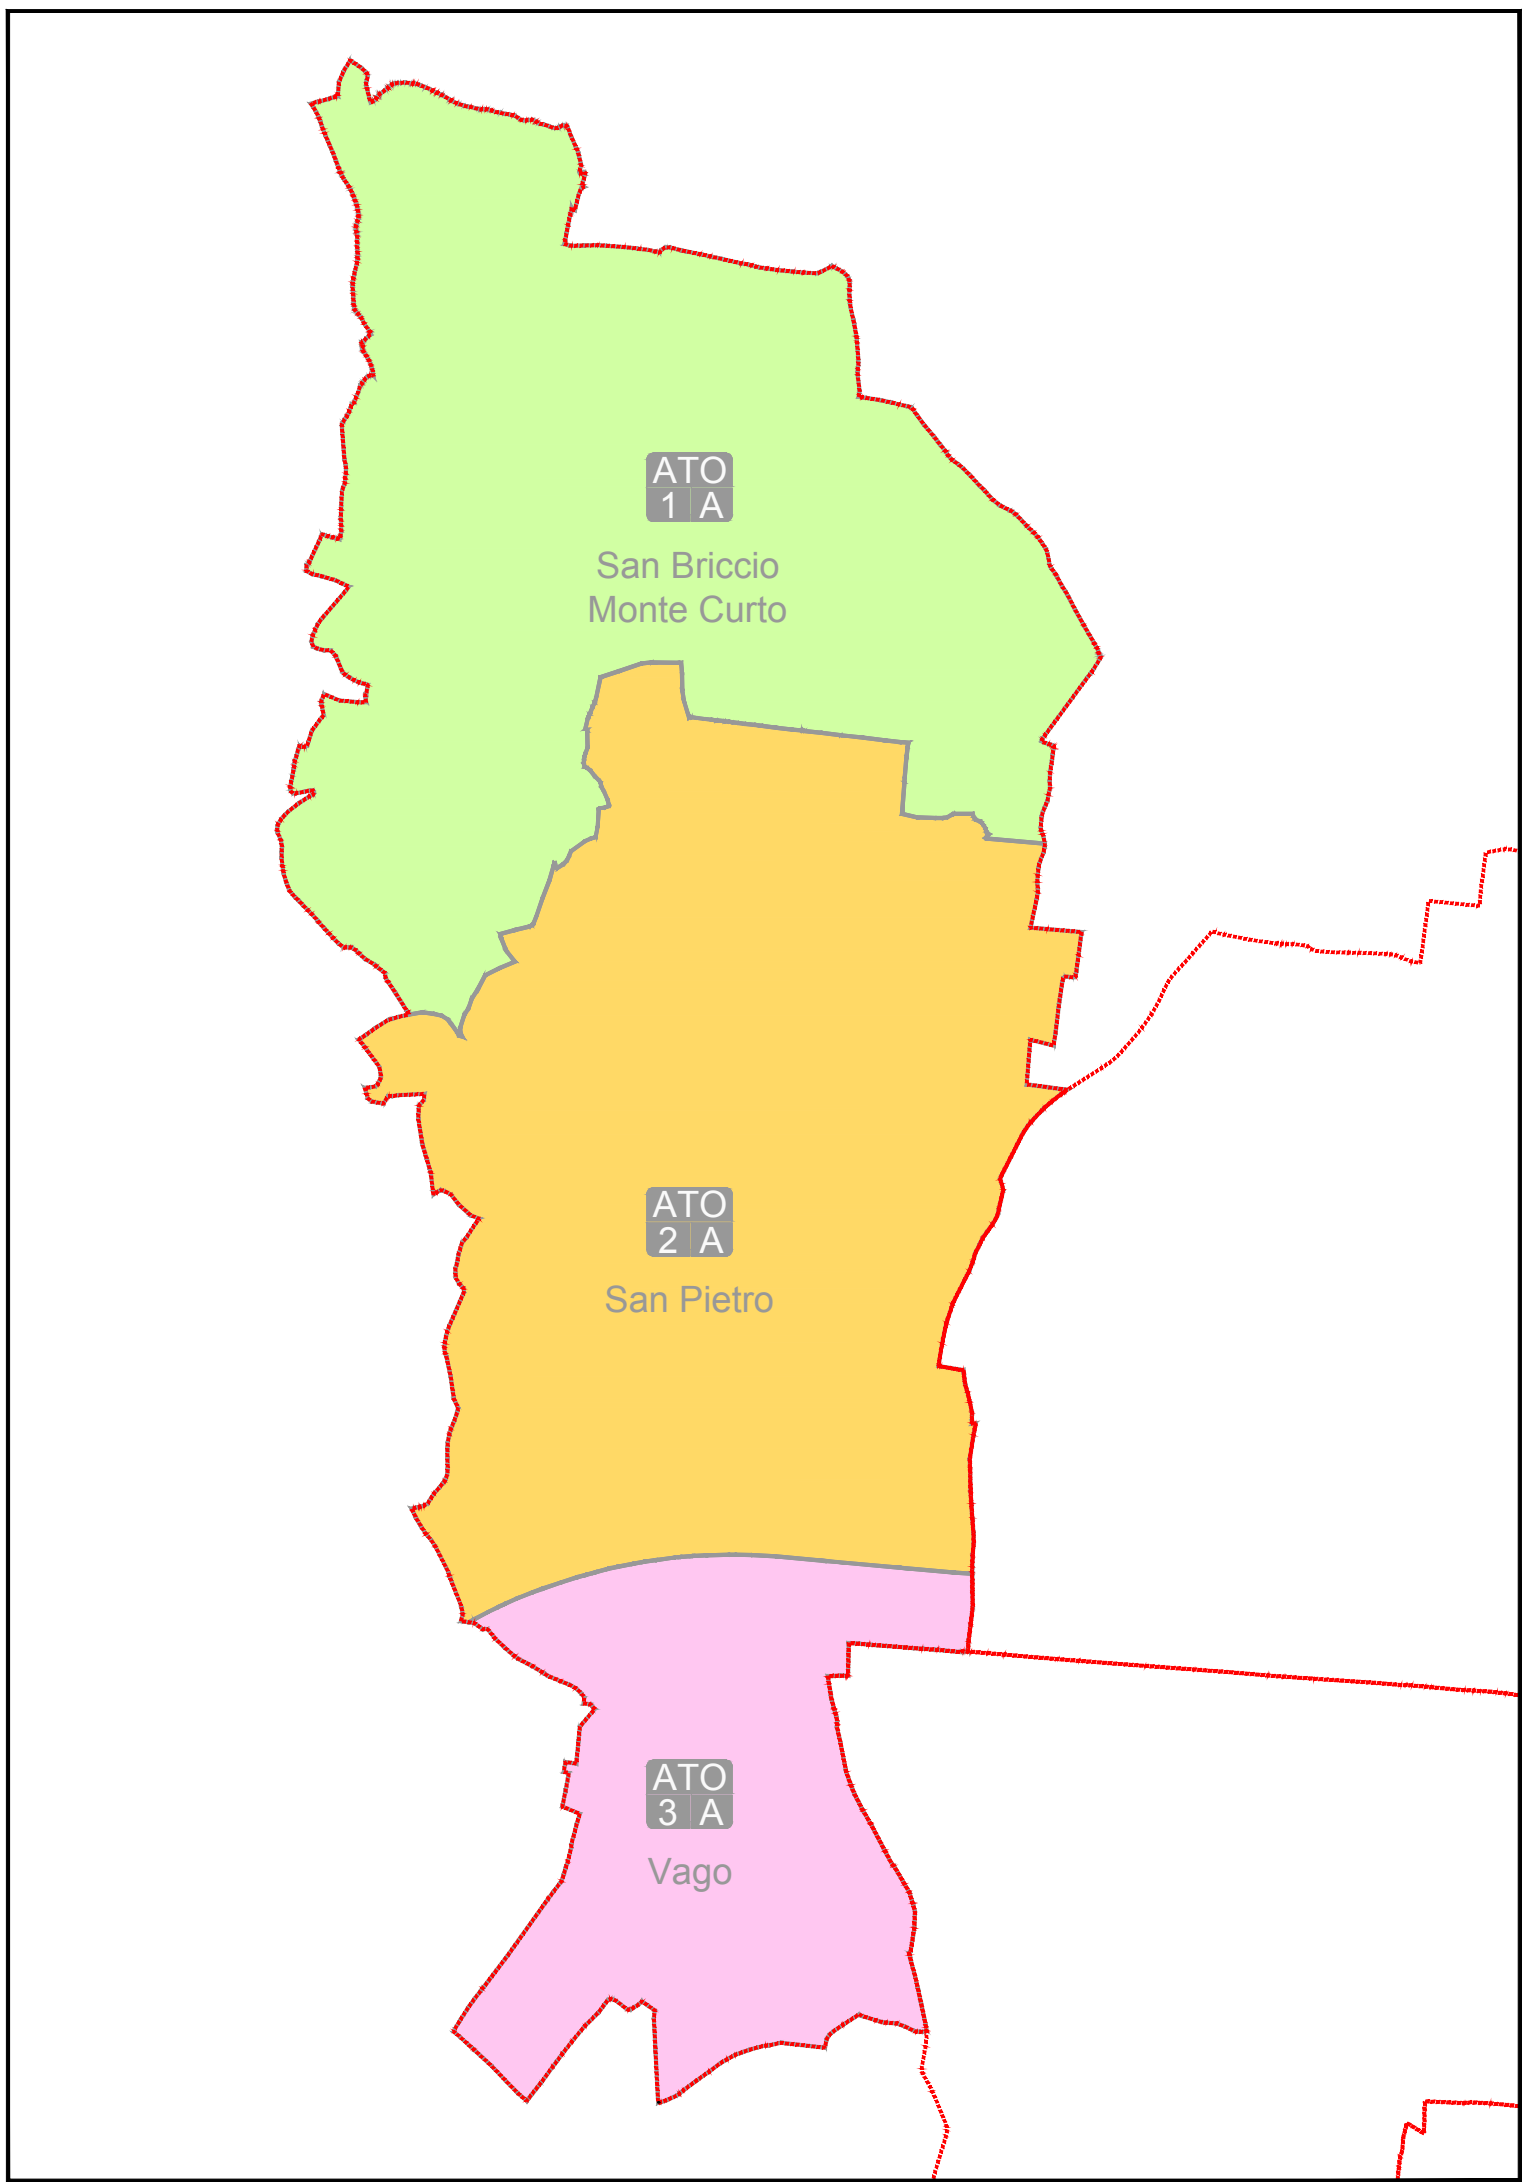 ATO
1 A
San Briccio
Monte Curto
ATO
2 A
San Pietro
ATO
3 A
Vago